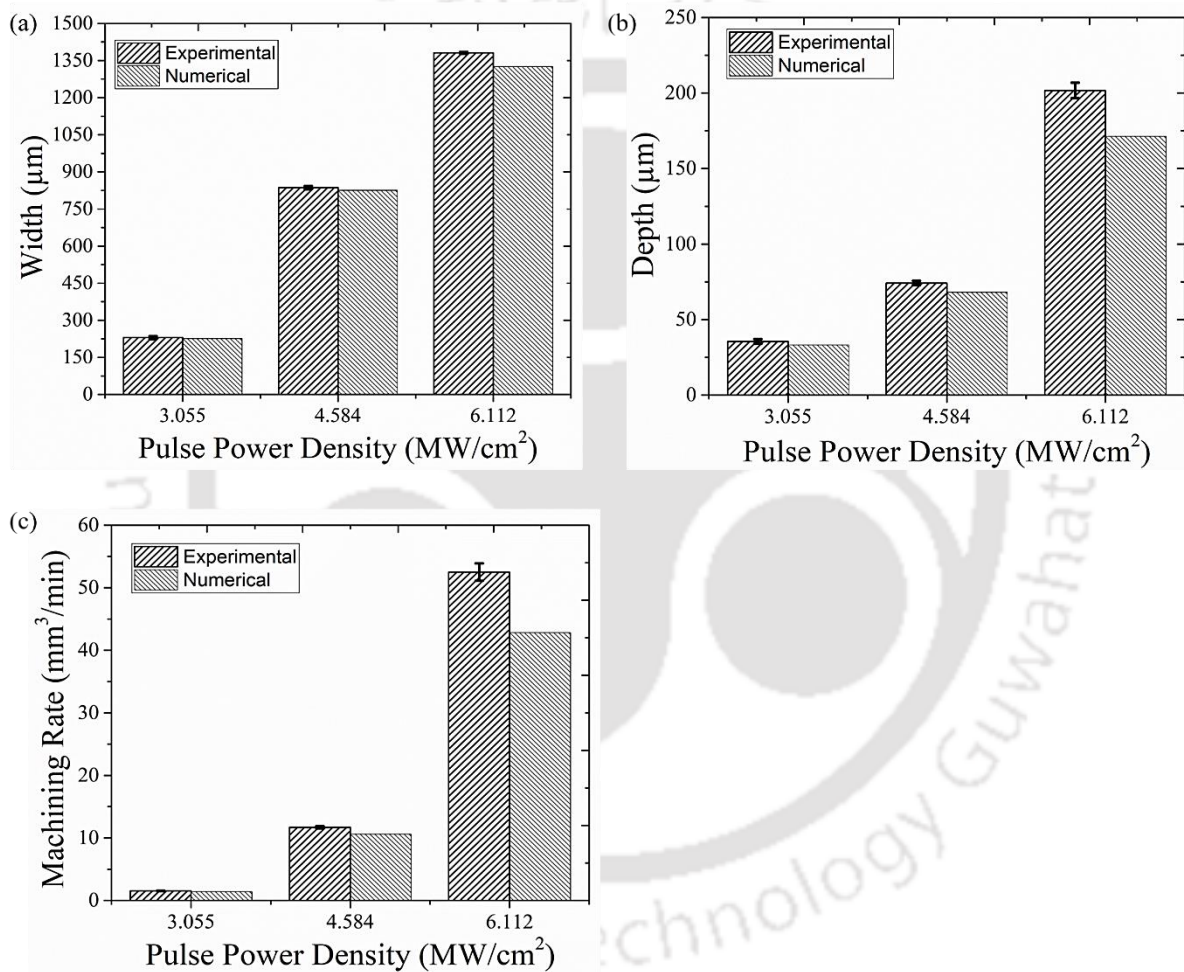 (a)
1500
1350
1200
1050
900
750
600
450
300
150
0
Width (µm)
Experimental
Numerical
3.055 4.584 6.112
Pulse Power Density (MW/cm²)
(b)
200
150
100
50
0
Depth (µm)
Experimental
Numerical
3.055 4.584 6.112
Pulse Power Density (MW/cm²)
(c)
60
50
40
30
20
10
0
Machining Rate (mm³/min)
Experimental
Numerical
3.055 4.584 6.112
Pulse Power Density (MW/cm²)